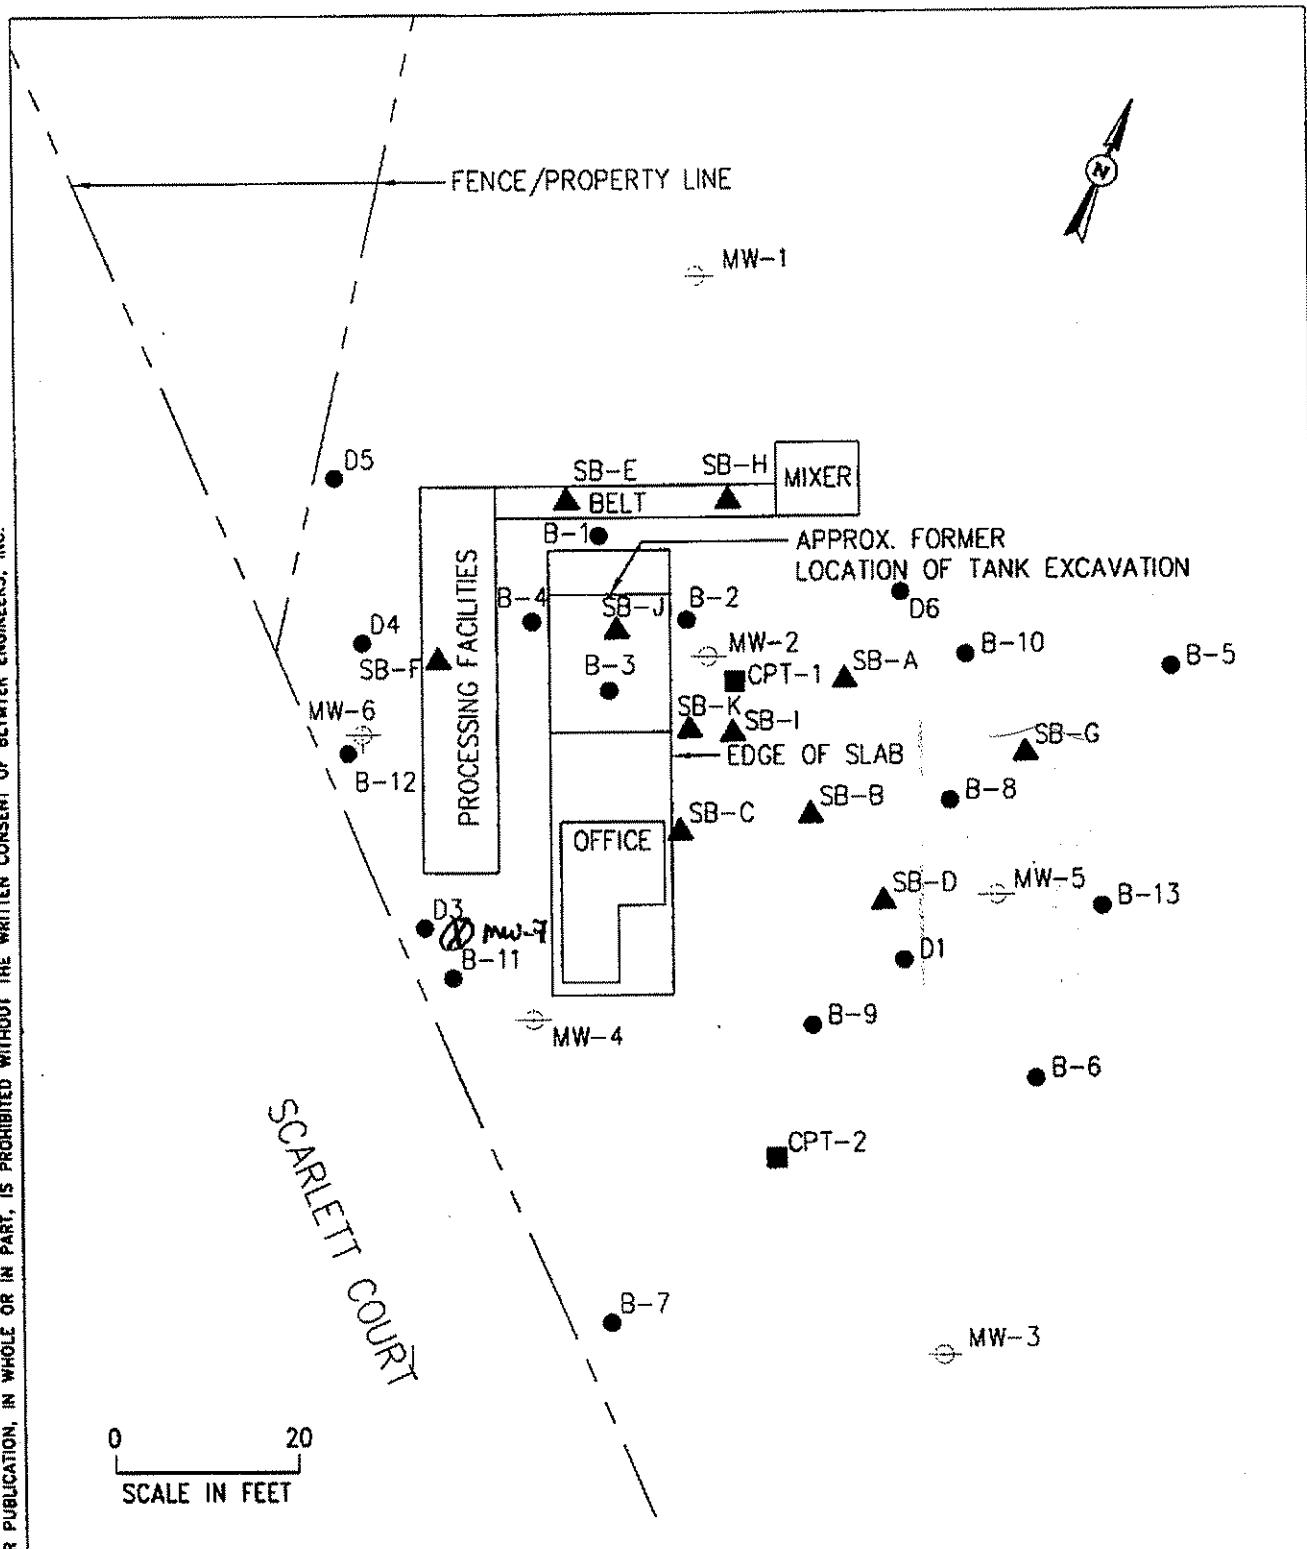 FENCE/PROPERTY LINE
N
MW-1
D5
SB-E
SB-H
MIXER
BELT
B-1
APPROX. FORMER
LOCATION OF TANK EXCAVATION
PROCESSING FACILITIES
B-4
SB-J
B-2
D6
D4
SB-F
MW-2
B-10
B-5
B-3
CPT-1
SB-A
SB-K
SB-I
MW-6
SB-G
EDGE OF SLAB
B-12
B-8
SB-B
SB-C
OFFICE
SB-D
MW-5
B-13
D3
MW-7
B-11
D1
MW-4
B-9
B-6
SCARLETT COURT
CPT-2
B-7
MW-3
0 20
SCALE IN FEET
PUBLICATION, IN WHOLE OR IN PART, IS PROHIBITED WITHOUT THE WRITTEN CONSENT OF ENGINEERS, INC.